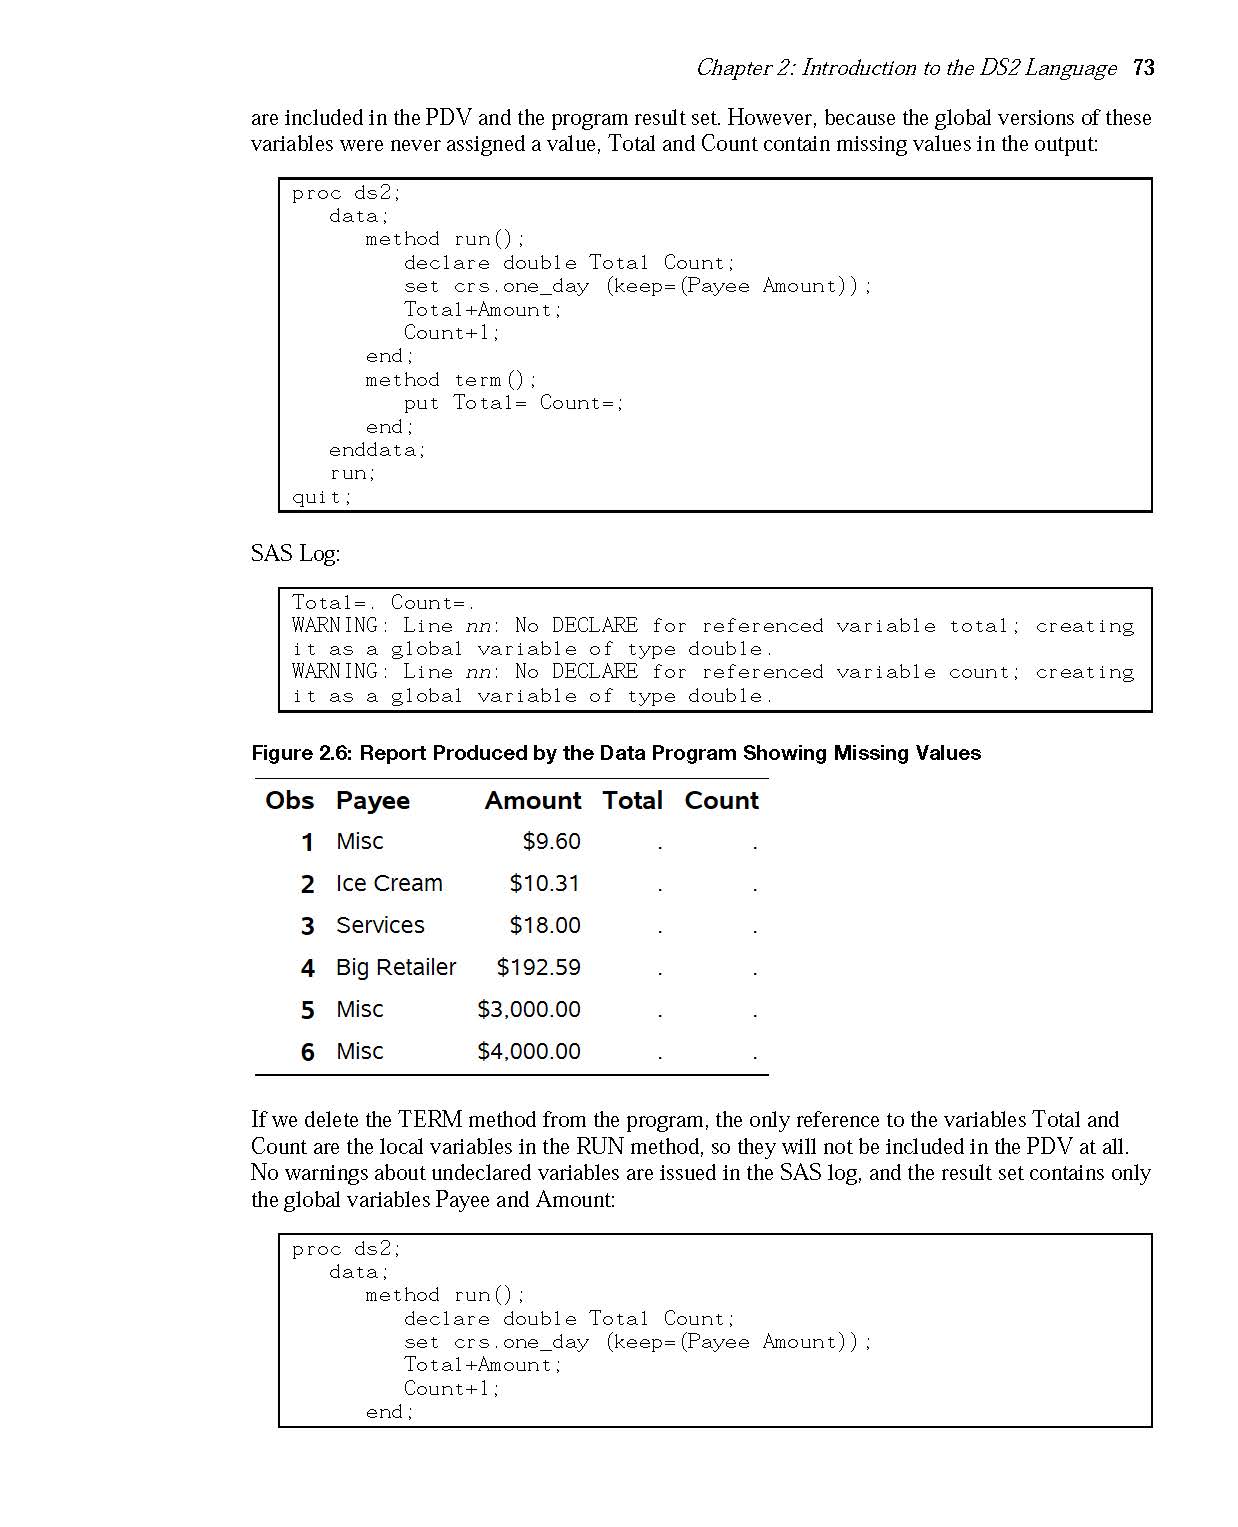 Chapter 2: Introduction to the DS2 Language 73
are included in the PDV and the program result set. However, because the global versions of these
variables were never assigned a value, Total and Count contain missing values in the output:
proc ds2;
data;
method run();
declare double Total Count;
set crs.one_day (keep=(Payee Amount));
Total+Amount;
Count+1;
end;
method term();
put Total= Count=;
end;
enddata;
run;
quit;
SAS Log:
Total=. Count=.
WARNING: Line nn: No DECLARE for referenced variable total; creating
it as a global variable of type double.
WARNING: Line nn: No DECLARE for referenced variable count; creating
it as a global variable of type double.
Figure 2.6: Report Produced by the Data Program Showing Missing Values
Obs Payee Amount Total Count
1 Misc $9.60 . .
2 Ice Cream $10.31 . .
3 Services $18.00 . .
4 Big Retailer $192.59 . .
5 Misc $3,000.00 . .
6 Misc $4,000.00 . .
If we delete the TERM method from the program, the only reference to the variables Total and
Count are the local variables in the RUN method, so they will not be included in the PDV at all.
No warnings about undeclared variables are issued in the SAS log, and the result set contains only
the global variables Payee and Amount:
proc ds2;
data;
method run();
declare double Total Count;
set crs.one_day (keep=(Payee Amount));
Total+Amount;
Count+1;
end;